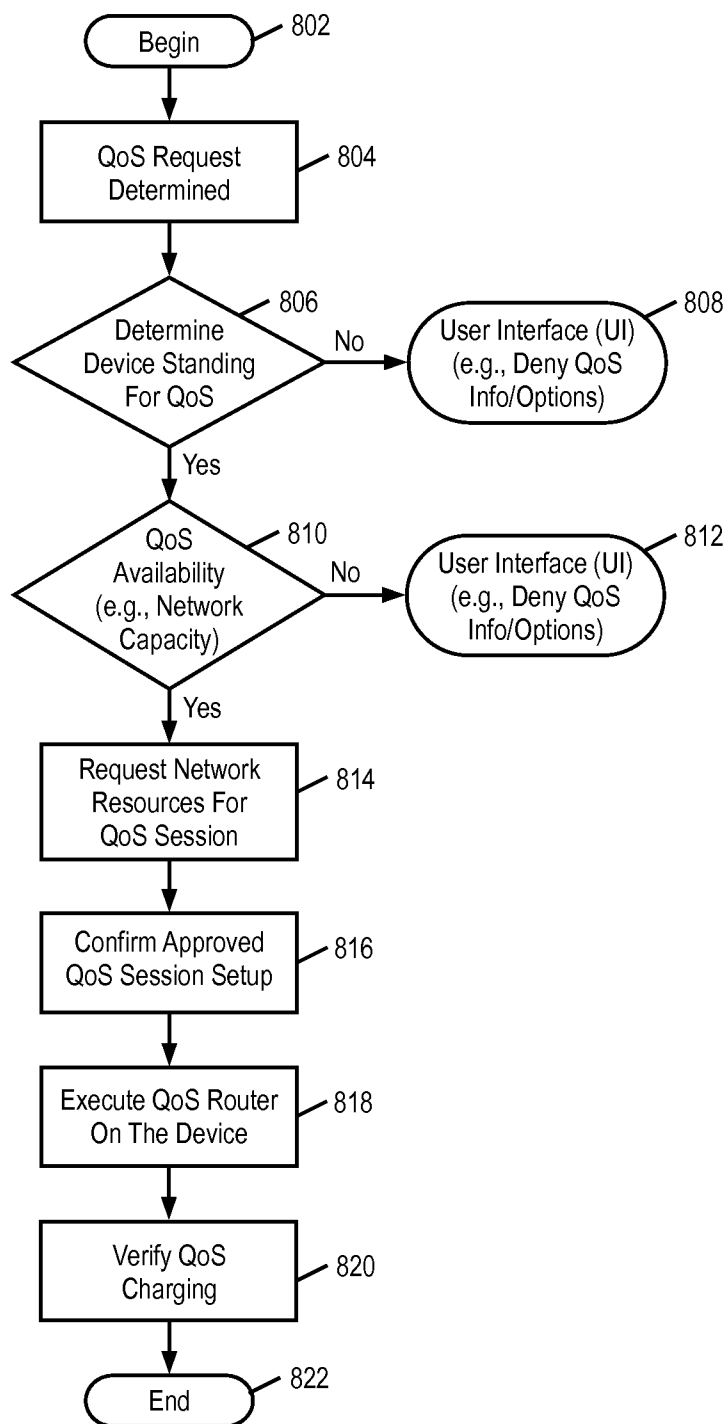 Begin
802
QoS Request
Determined
804
806
Determine
Device Standing
For QoS
No
808
User Interface (UI)
(e.g., Deny QoS
Info/Options)
Yes
810
QoS
Availability
(e.g., Network
Capacity)
No
812
User Interface (UI)
(e.g., Deny QoS
Info/Options)
Yes
Request Network
Resources For
QoS Session
814
Confirm Approved
QoS Session Setup
816
Execute QoS Router
On The Device
818
Verify QoS
Charging
820
End
822